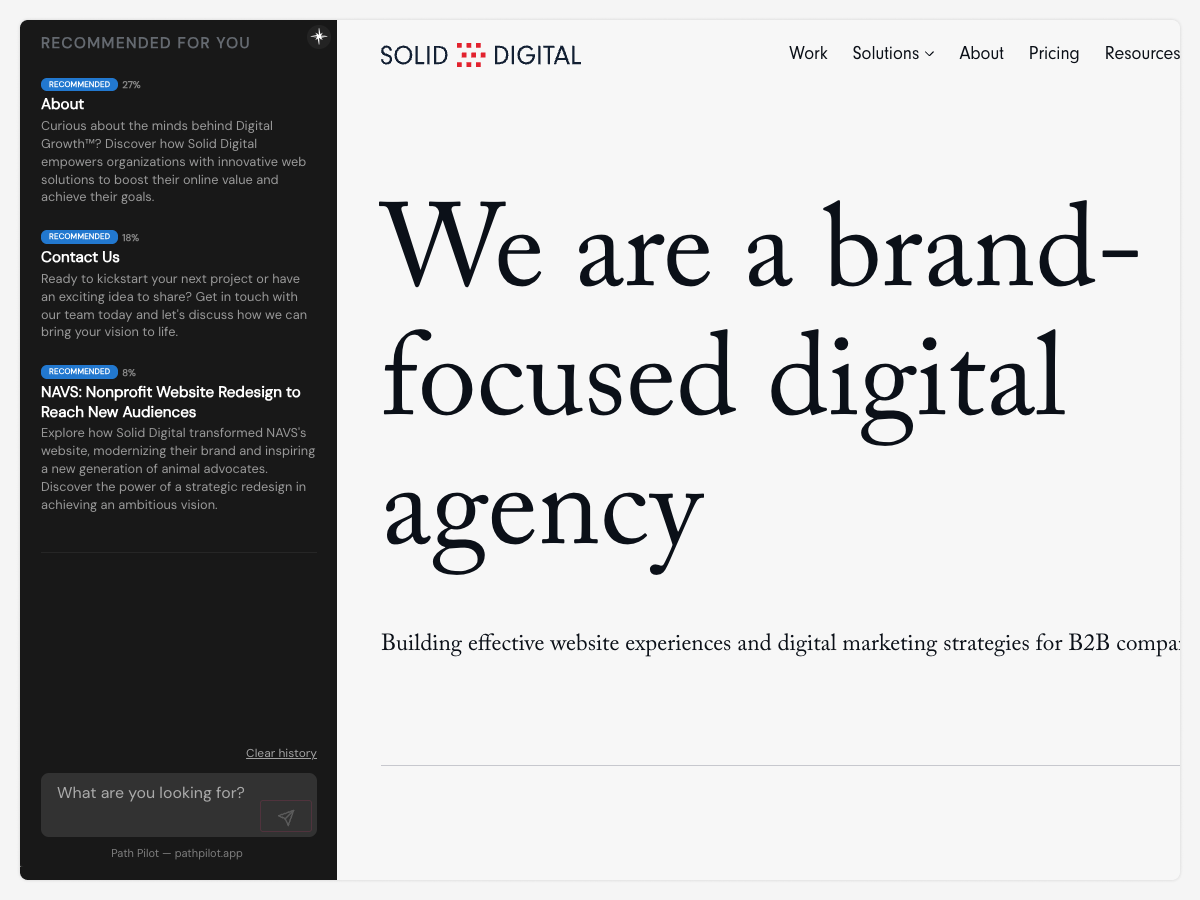 RECOMMENDED FOR YOU
RECOMMENDED 27%
About
Curious about the minds behind Digital
Growth™? Discover how Solid Digital
empowers organizations with innovative web
solutions to boost their online value and
achieve their goals.
RECOMMENDED 18%
Contact Us
Ready to kickstart your next project or have
an exciting idea to share? Get in touch with
our team today and let's discuss how we can
bring your vision to life.
RECOMMENDED 8%
NAVS: Nonprofit Website Redesign to
Reach New Audiences
Explore how Solid Digital transformed NAVS's
website, modernizing their brand and inspiring
a new generation of animal advocates.
Discover the power of a strategic redesign in
achieving an ambitious vision.
Clear history
What are you looking for?
Path Pilot — pathpilot.app
SOLID DIGITAL
Work Solutions About Pricing Resources
We are a brand-
focused digital
agency
Building effective website experiences and digital marketing strategies for B2B